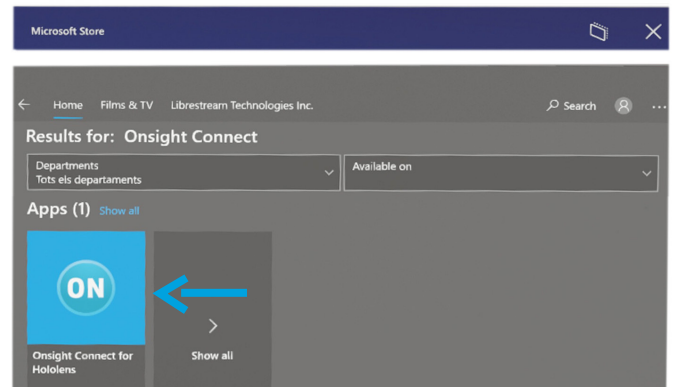 Microsoft Store
Home Films & TV Librestream Technologies Inc. Search
Results for: Onsight Connect
Departments
Tots els departaments
Available on
Apps (1) Show all
ON
Onsight Connect for
Hololens
Show all